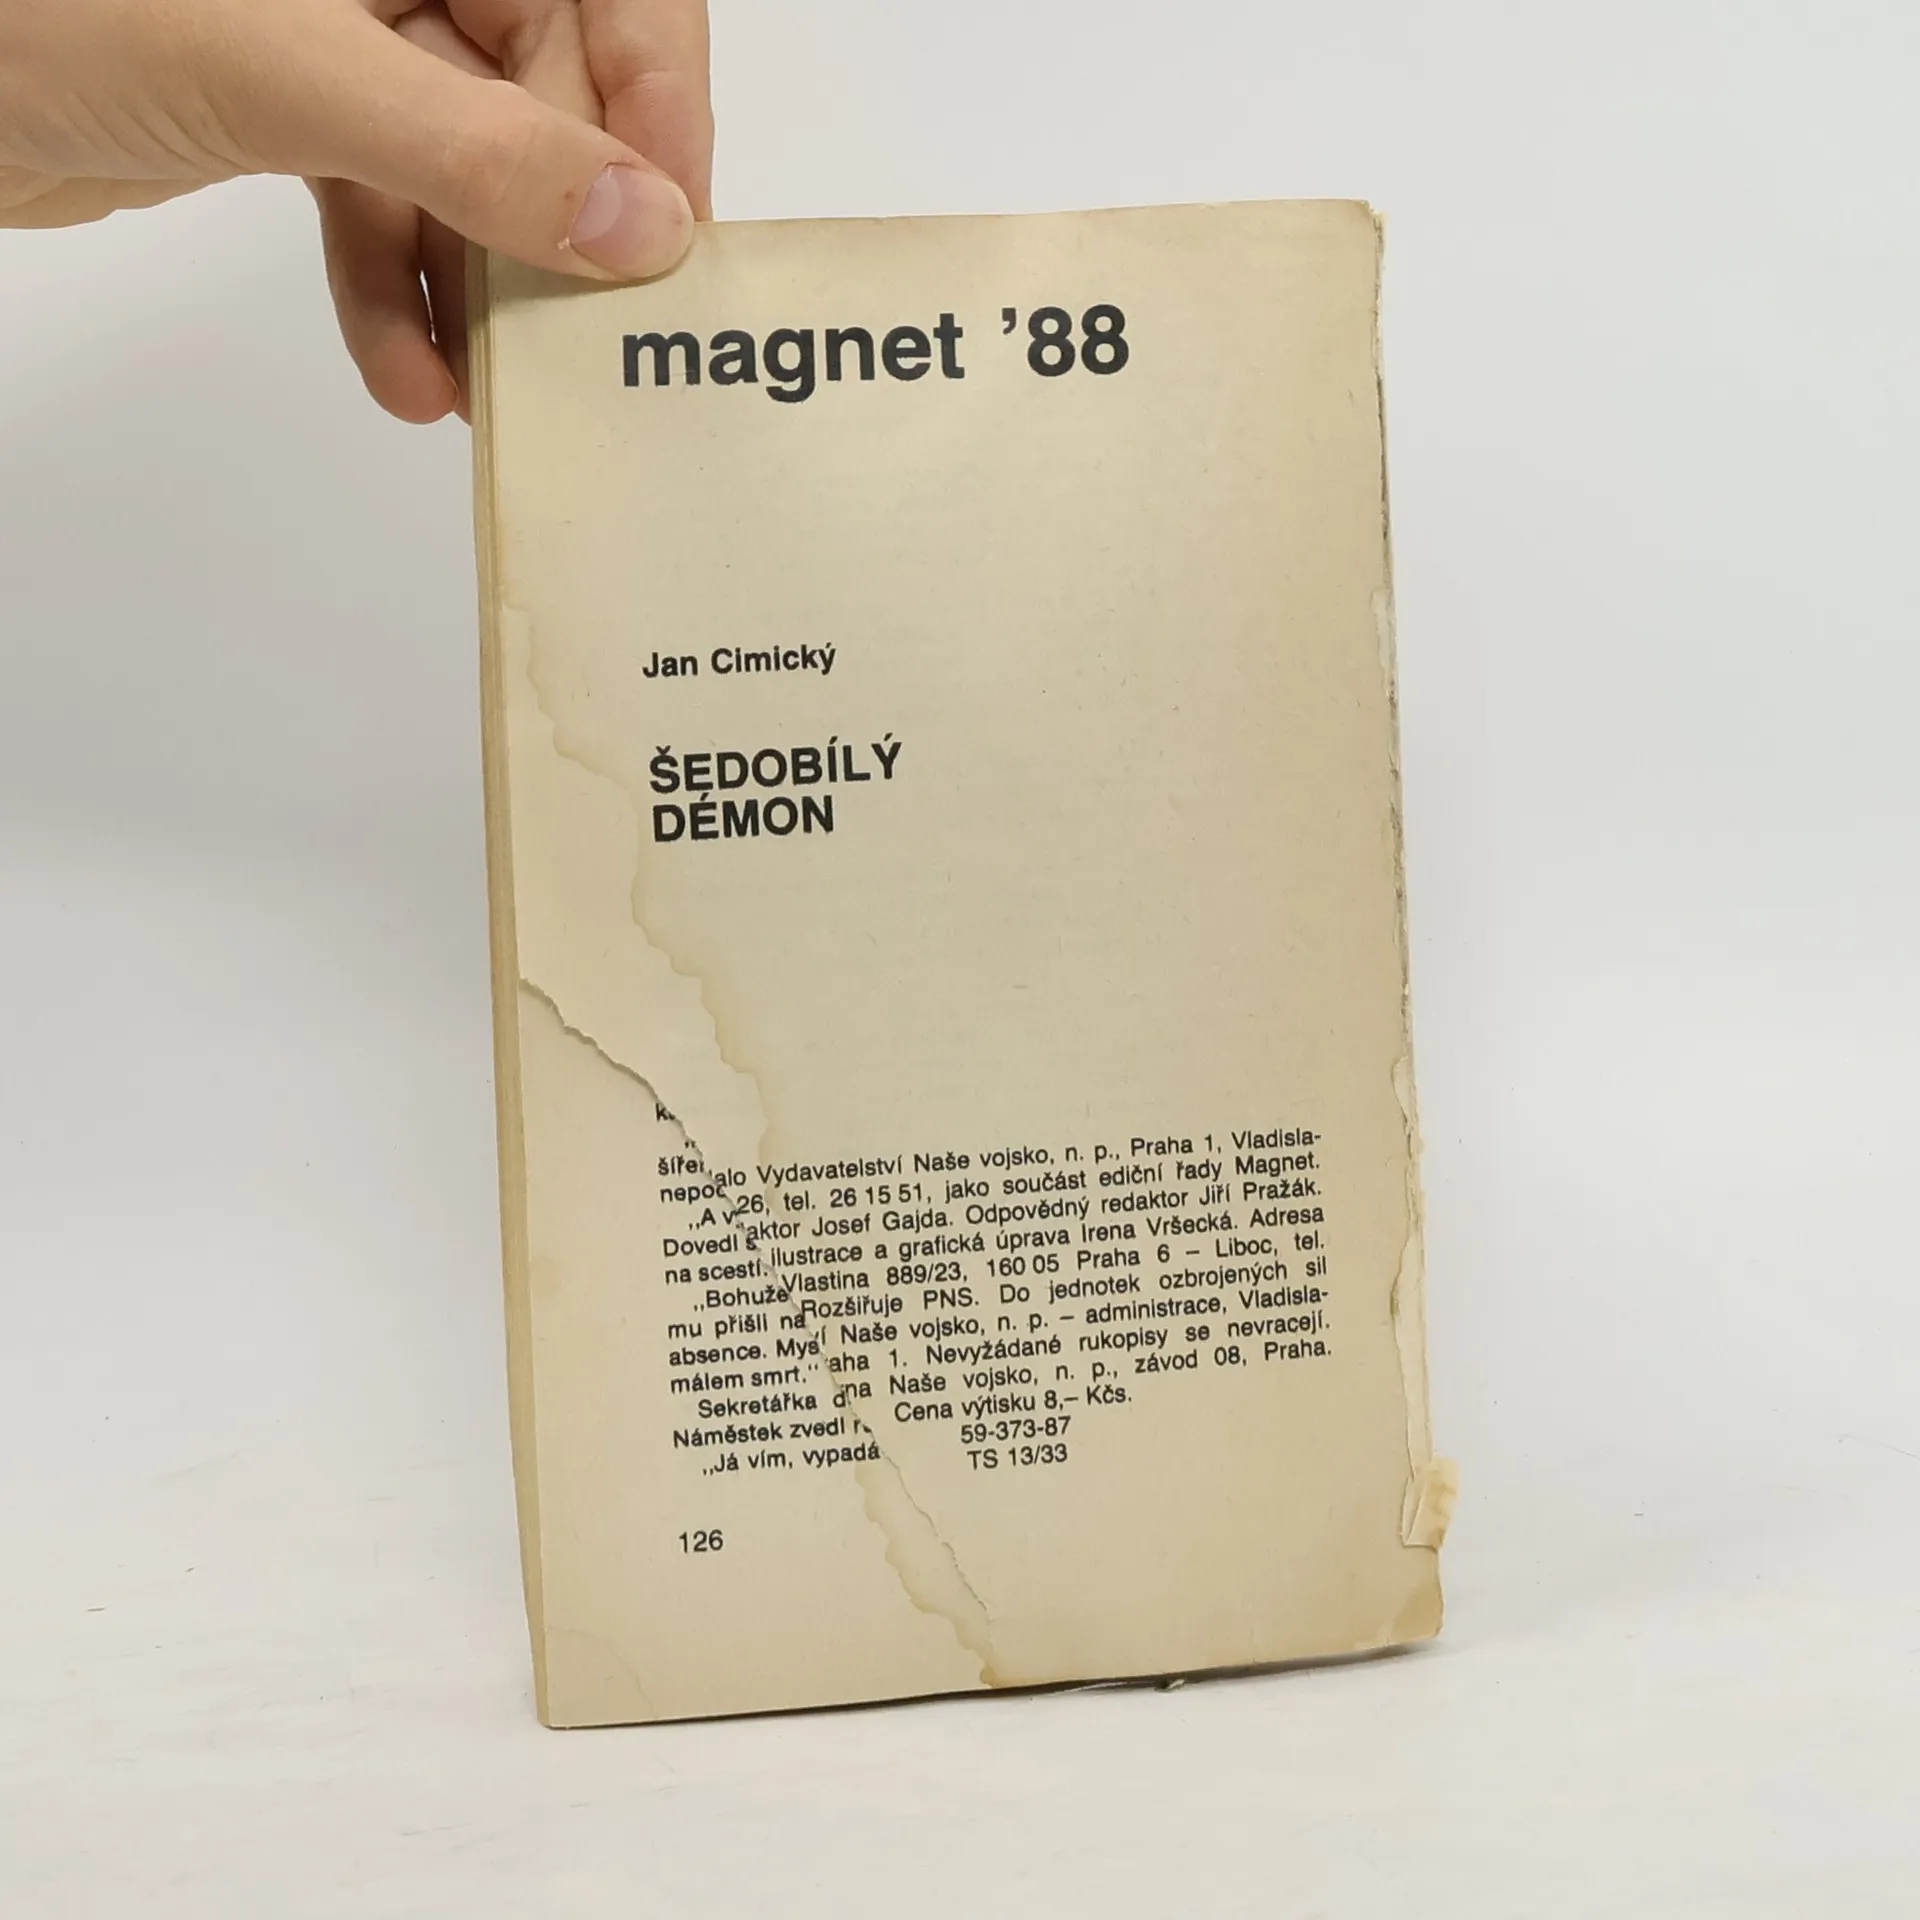 magnet ’88
Jan Cimický
ŠEDOBÍLÝ
DÉMON
šíře
alo Vydavatelství Naše vojsko, n. p., Praha 1, Vladisla-
nepoč
26, tel. 26 15 51, jako součást ediční řady Magnet.
„A v
aktor Josef Gajda. Odpovědný redaktor Jiří Pražák.
Dovedl
ilustrace a grafická úprava Irena Vršecká. Adresa
na scestí.
Vlastina 889/23, 160 05 Praha 6 – Liboc, tel.
„Bohuže
Rozšiřuje PNS. Do jednotek ozbrojených sil
mu přišli na
í Naše vojsko, n. p. – administrace, Vladisla-
absence. Mys
aha 1. Nevyžádané rukopisy se nevracejí.
málem smrt.“
na Naše vojsko, n. p., závod 08, Praha.
Sekretářka
Cena výtisku 8,– Kčs.
Náměstek zvedl
59-373-87
„Já vím, vypadá
TS 13/33
126